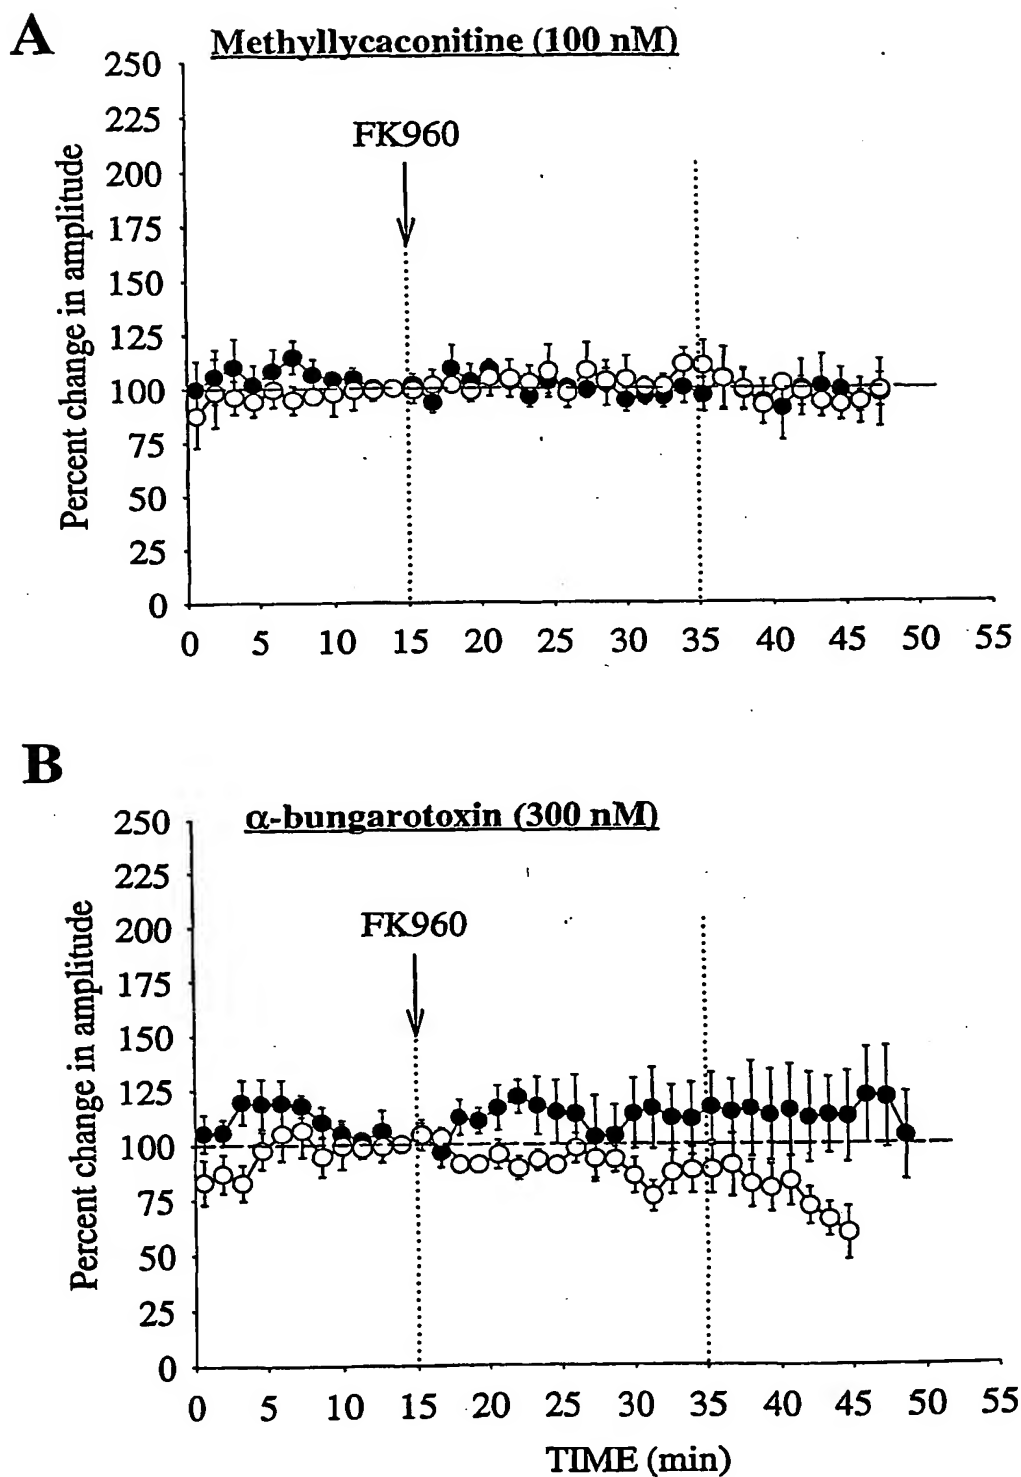 A
Methyllycaconitine (100 nM)
250
225
200
175
150
125
100
75
50
25
0
Percent change in amplitude
FK960
0 5 10 15 20 25 30 35 40 45 50 55
B
α-bungarotoxin (300 nM)
250
225
200
175
150
125
100
75
50
25
0
Percent change in amplitude
FK960
0 5 10 15 20 25 30 35 40 45 50 55
TIME (min)